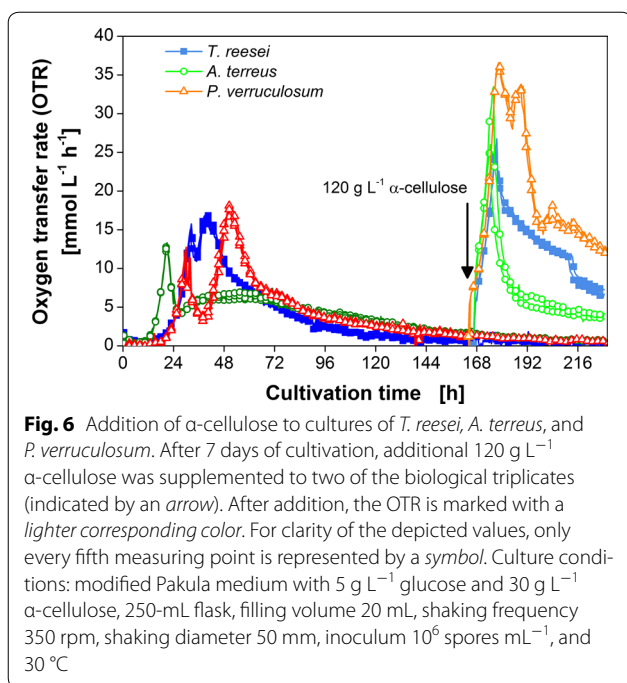 40
35
30
25
20
15
10
5
0
Oxygen transfer rate (OTR)
[mmol L⁻¹ h⁻¹]
T. reesei
A. terreus
P. verruculosum
120 g L⁻¹ α-cellulose
0 24 48 72 96 120 144 168 192 216
Cultivation time [h]
Fig. 6 Addition of α-cellulose to cultures of T. reesei, A. terreus, and
P. verruculosum. After 7 days of cultivation, additional 120 g L⁻¹
α-cellulose was supplemented to two of the biological triplicates
(indicated by an arrow). After addition, the OTR is marked with a
lighter corresponding color. For clarity of the depicted values, only
every fifth measuring point is represented by a symbol. Culture condi-
tions: modified Pakula medium with 5 g L⁻¹ glucose and 30 g L⁻¹
α-cellulose, 250-mL flask, filling volume 20 mL, shaking frequency
350 rpm, shaking diameter 50 mm, inoculum 10⁶ spores mL⁻¹, and
30 °C